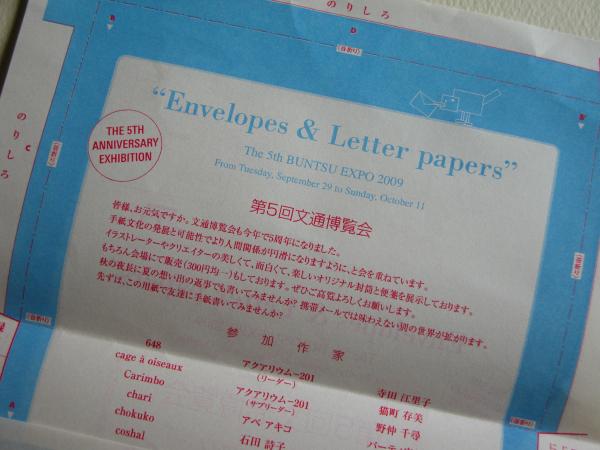 のりしろ
B
D
(谷折り)
のりしろ
C
(谷折り)
THE 5TH
ANNIVERSARY
EXHIBITION
“Envelopes & Letter papers”
The 5th BUNTSU EXPO 2009
From Tuesday, September 29 to Sunday, October 11
第5回文通博覧会
皆様、お元気ですか。文通博覧会も今年で5周年になりました。
手紙文化の発展と可能性でより人間関係が円滑になりますように、と会を重ねています。
イラストレーターやクリエイターの美しくて、面白くて、楽しいオリジナル封筒と便箋を展示しております。
もちろん会場にて販売(300円均一)もしております。ぜひご高覧よろしくお願いします。
秋の夜長に夏の想い出の返事でも書いてみませんか? 携帯メールでは味わえない別の世界が拡がります。
先ずは、この用紙で友達に手紙書いてみませんか?
参加作家
648
cage à oiseaux
Carimbo
chari
chokuko
coshal
アクアリウム-201
(リーダー)
アクアリウム-201
(サブリーダー)
アベ アキコ
石田 詩子
寺田 江里子
猫町 存美
野仲 千尋
(谷折り)
(谷折り)
(谷折り)
A